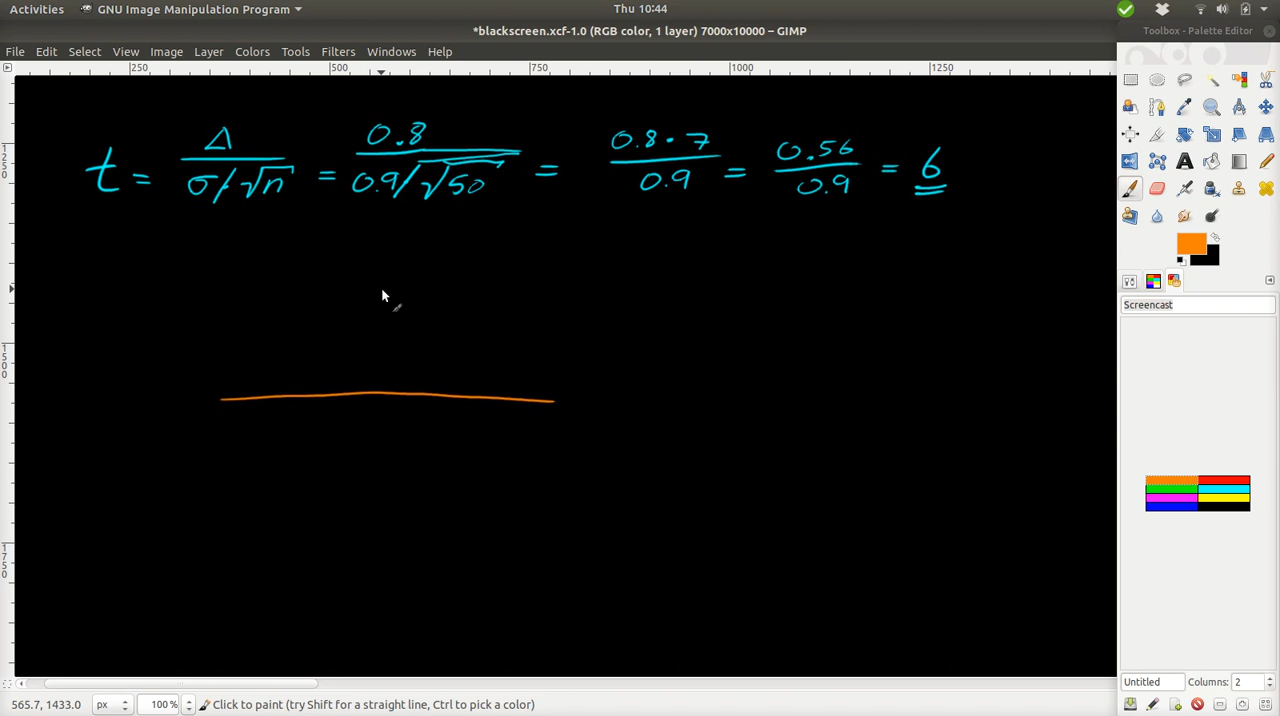 Activities GNU Image Manipulation Program Thu 10:44
*blackscreen.xcf-1.0 (RGB color, 1 layer) 7000x10000 – GIMP
Toolbox - Palette Editor
File Edit Select View Image Layer Colors Tools Filters Windows Help
250 500 750 1000 1250
t = Δ / σ/√n = 0.8 / 0.9/√50 = 0.8 · 7 / 0.9 = 0.56 / 0.9 = 6
1250
1500
1750
Screencast
Untitled Columns: 2
565.7, 1433.0 px 100 % Click to paint (try Shift for a straight line, Ctrl to pick a color)